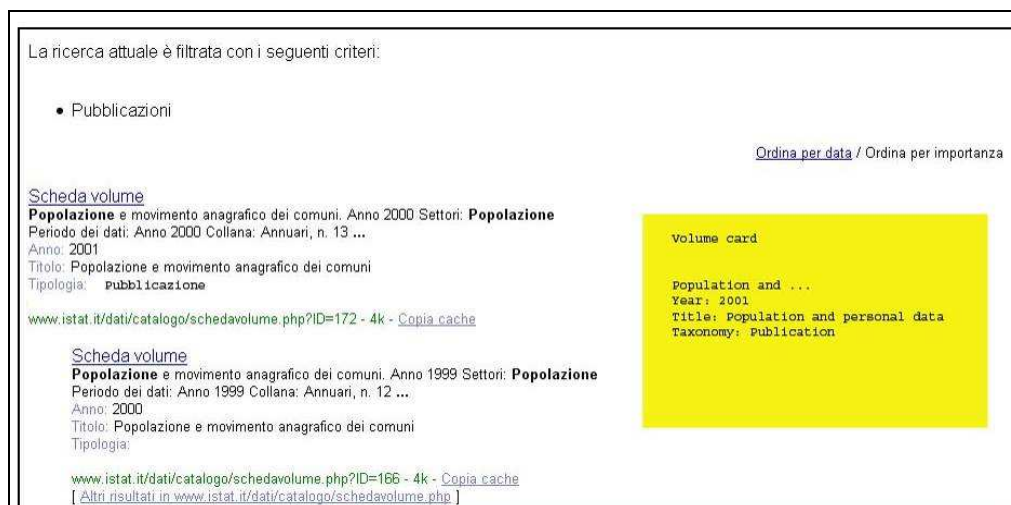 La ricerca attuale è filtrata con i seguenti criteri:
• Pubblicazioni
Ordina per data / Ordina per importanza
Scheda volume
Popolazione e movimento anagrafico dei comuni. Anno 2000 Settori: Popolazione
Periodo dei dati: Anno 2000 Collana: Annuari, n. 13 ...
Anno: 2001
Titolo: Popolazione e movimento anagrafico dei comuni
Tipologia: Pubblicazione
www.istat.it/dati/catalogo/schedavolume.php?ID=172 - 4k - Copia cache
Scheda volume
Popolazione e movimento anagrafico dei comuni. Anno 1999 Settori: Popolazione
Periodo dei dati: Anno 1999 Collana: Annuari, n. 12 ...
Anno: 2000
Titolo: Popolazione e movimento anagrafico dei comuni
Tipologia:
www.istat.it/dati/catalogo/schedavolume.php?ID=166 - 4k - Copia cache
[ Altri risultati in www.istat.it/dati/catalogo/schedavolume.php ]
Volume card
Population and ...
Year: 2001
Title: Population and personal data
Taxonomy: Publication